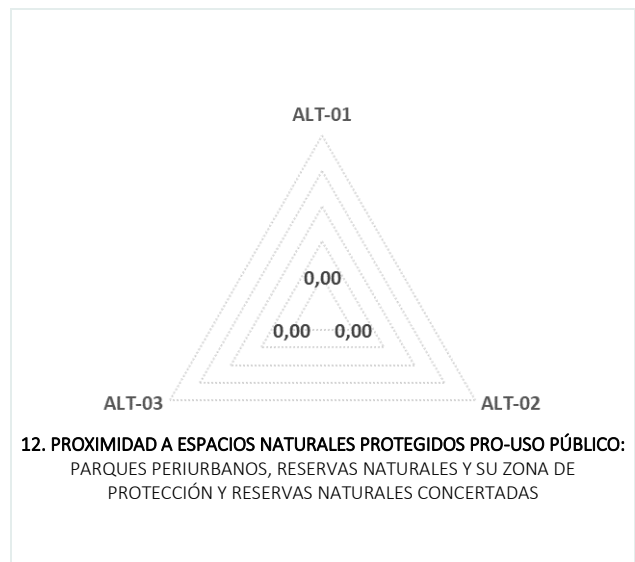 ALT-01
0,00
0,00 0,00
ALT-03 ALT-02
12. PROXIMIDAD A ESPACIOS NATURALES PROTEGIDOS PRO-USO PÚBLICO:
PARQUES PERIURBANOS, RESERVAS NATURALES Y SU ZONA DE
PROTECCIÓN Y RESERVAS NATURALES CONCERTADAS